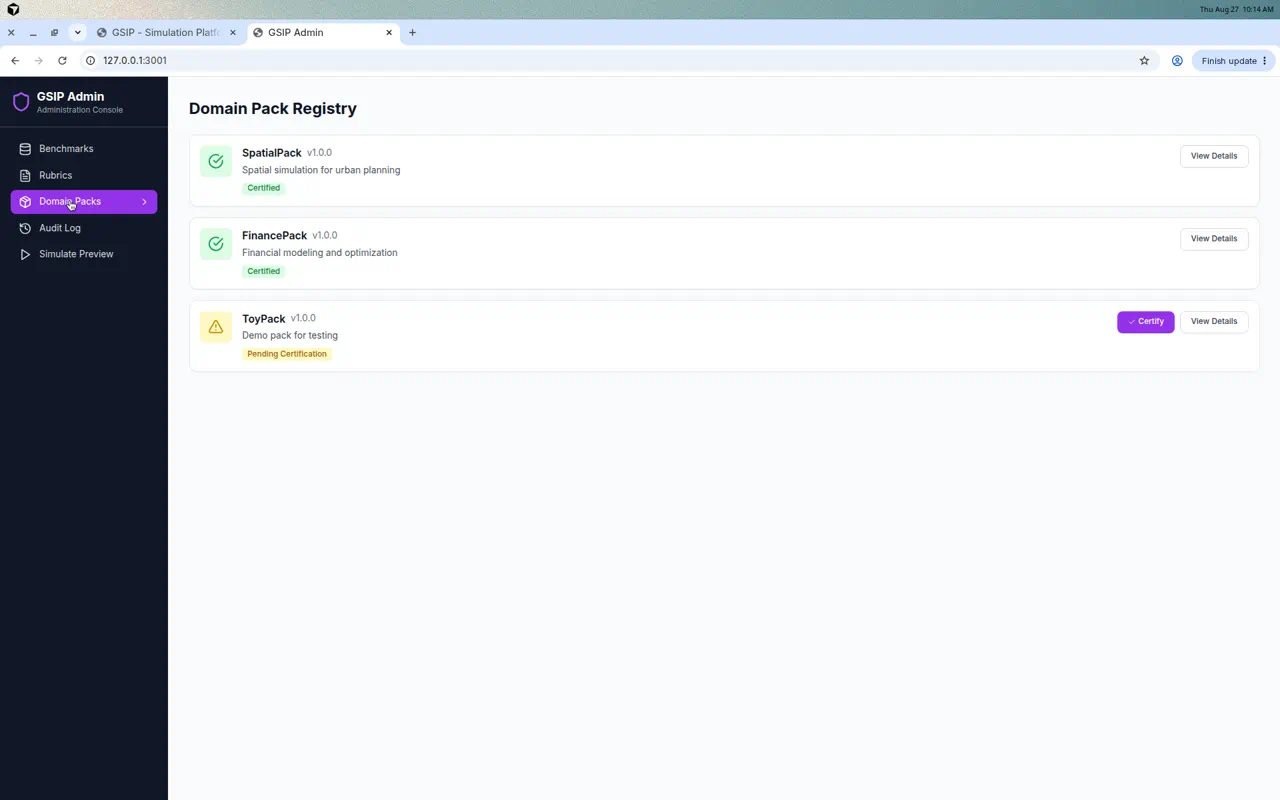 Thu Aug 27 10:14 AM
GSIP - Simulation Platf
GSIP Admin
127.0.0.1:3001
Finish update
GSIP Admin
Administration Console
Benchmarks
Rubrics
Domain Packs
Audit Log
Simulate Preview
Domain Pack Registry
SpatialPack v1.0.0
Spatial simulation for urban planning
Certified
View Details
FinancePack v1.0.0
Financial modeling and optimization
Certified
View Details
ToyPack v1.0.0
Demo pack for testing
Pending Certification
Certify
View Details